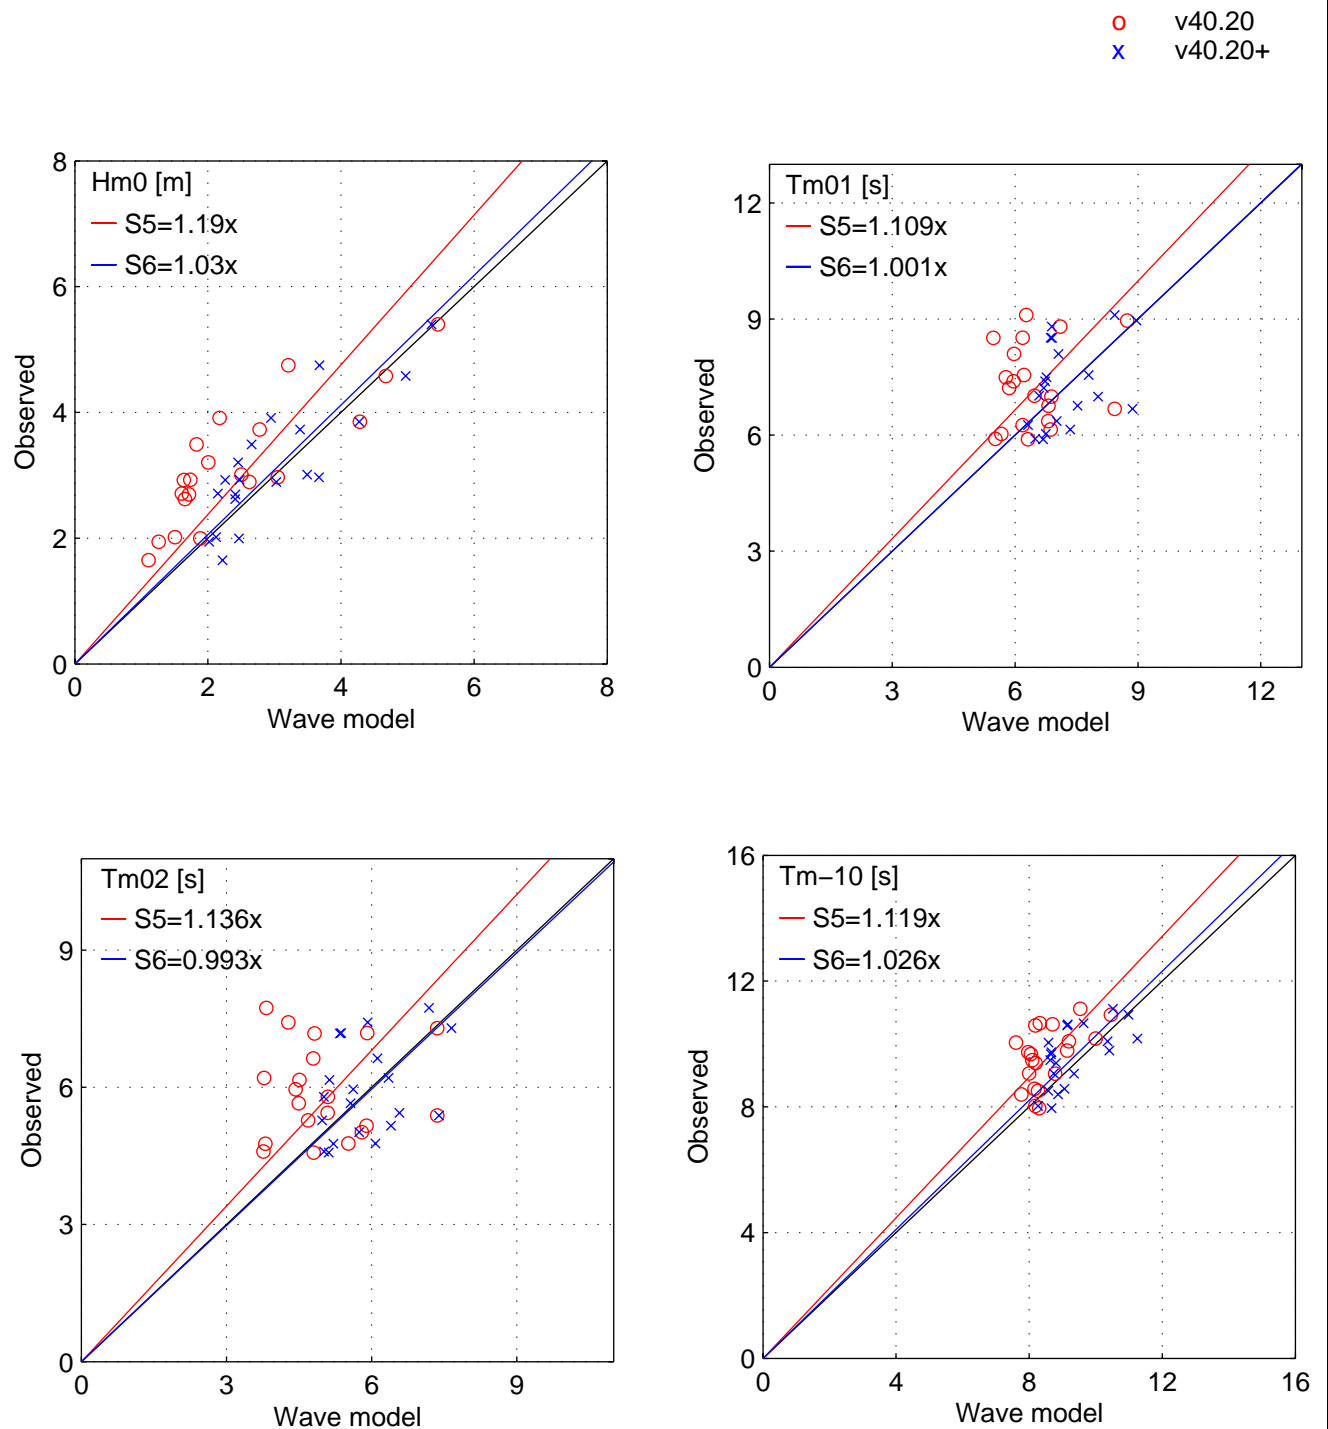 o v40.20
x v40.20+
Hm0 [m]
S5=1.19x
S6=1.03x
8
6
4
2
0
0 2 4 6 8
Observed
Wave model
Tm01 [s]
S5=1.109x
S6=1.001x
12
9
6
3
0
0 3 6 9 12
Observed
Wave model
Tm02 [s]
S5=1.136x
S6=0.993x
9
6
3
0
0 3 6 9
Observed
Wave model
Tm−10 [s]
S5=1.119x
S6=1.026x
16
12
8
4
0
0 4 8 12 16
Observed
Wave model